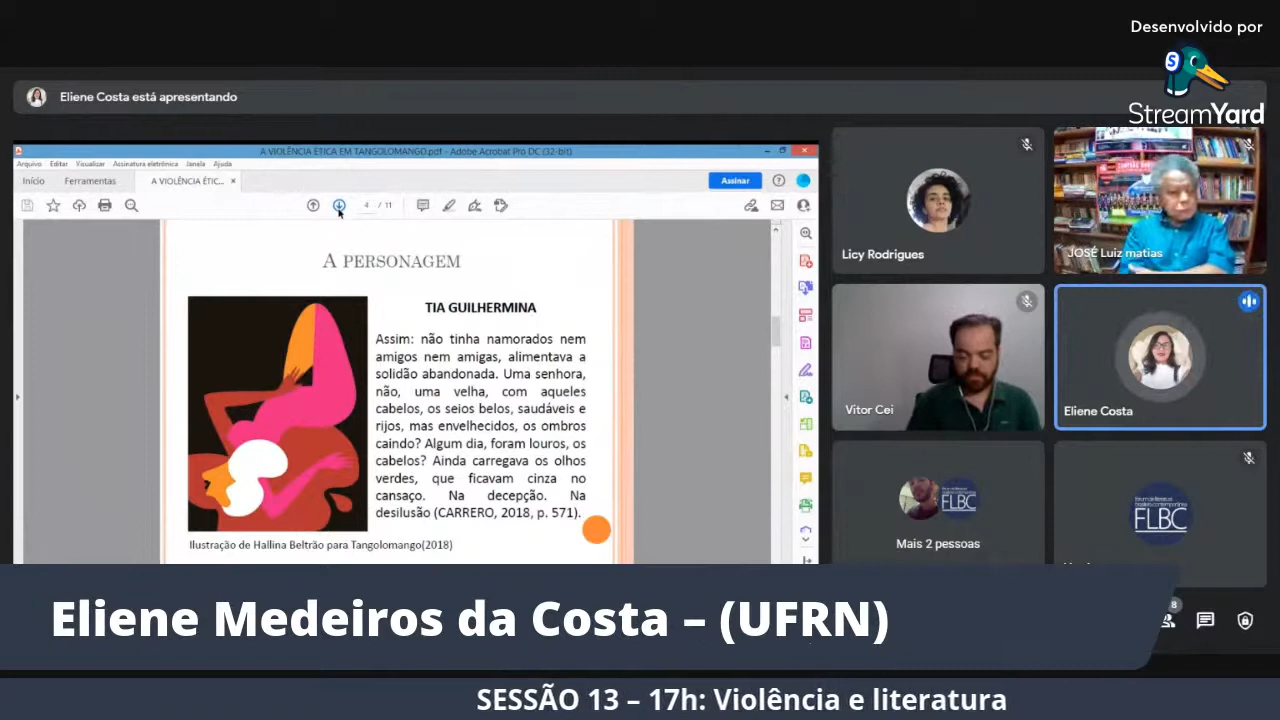 Desenvolvido por
StreamYard
Eliene Costa está apresentando
A VIOLÊNCIA ÉTICA EM TANGOLOMANGO.pdf - Adobe Acrobat Pro DC (32-bit)
Arquivo Editar Visualizar Assinatura eletrônica Janela Ajuda
Início Ferramentas A VIOLÊNCIA ÉTIC... × Assinar
4 / 11
A PERSONAGEM
TIA GUILHERMINA
Assim: não tinha namorados nem
amigos nem amigas, alimentava a
solidão abandonada. Uma senhora,
não, uma velha, com aqueles
cabelos, os seios belos, saudáveis e
rijos, mas envelhecidos, os ombros
caindo? Algum dia, foram louros, os
cabelos? Ainda carregava os olhos
verdes, que ficavam cinza no
cansaço. Na decepção. Na
desilusão (CARRERO, 2018, p. 571).
Ilustração de Hallina Beltrão para Tangolomango(2018)
Licy Rodrigues
JOSÉ Luiz matias
Vitor Cei
Eliene Costa
Mais 2 pessoas
FLBC
FLBC
8
Eliene Medeiros da Costa – (UFRN)
SESSÃO 13 – 17h: Violência e literatura